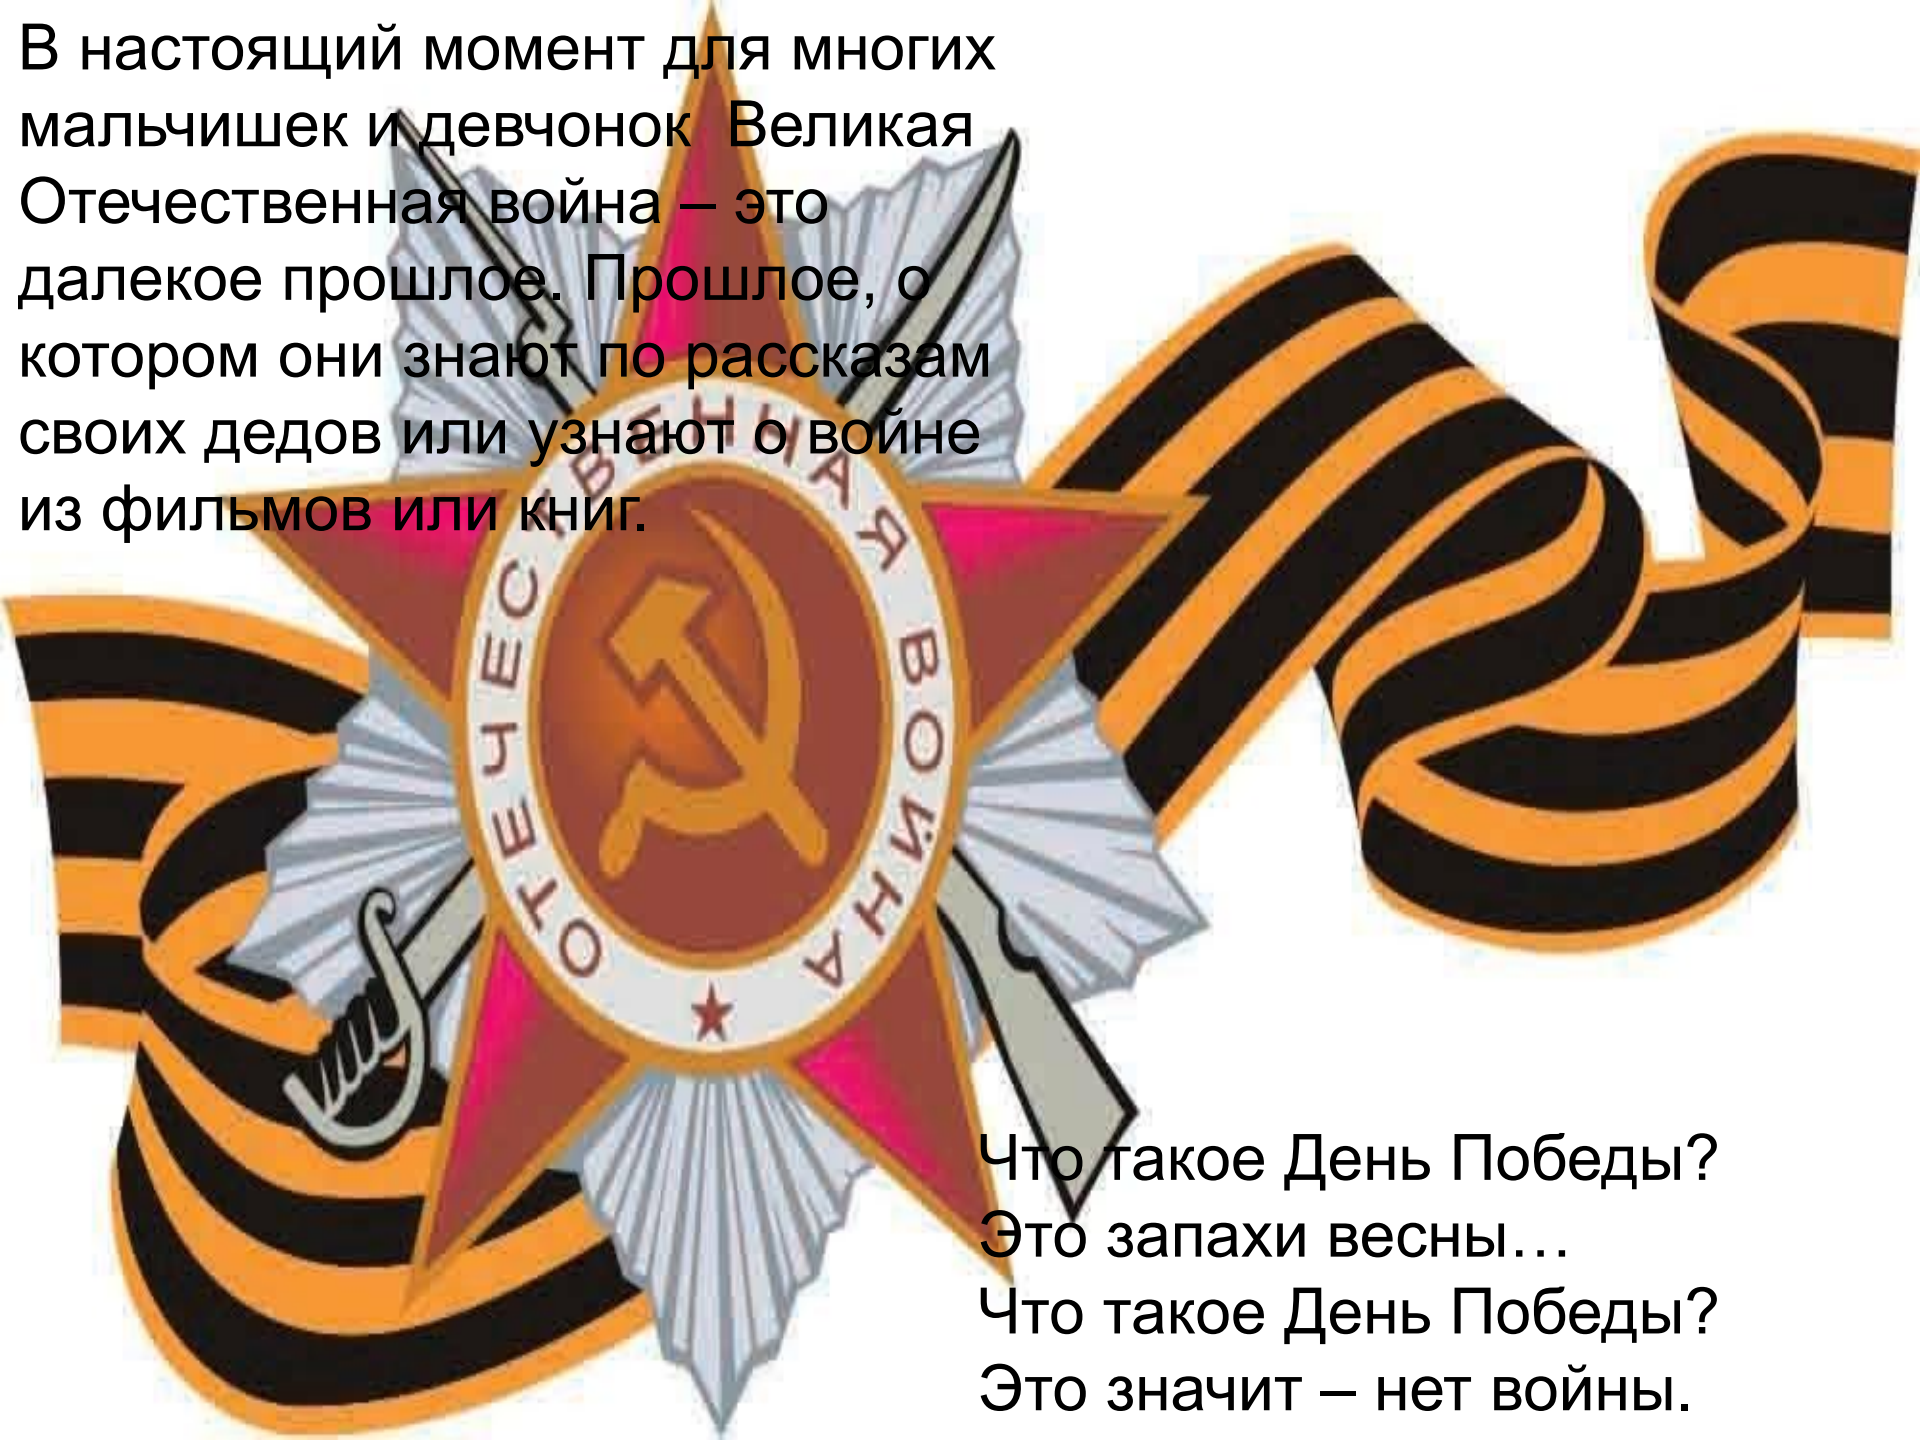 В настоящий момент для многих
мальчишек и девчонок  Великая
Отечественная война – это
далекое прошлое. Прошлое, о
котором они знают по рассказам
своих дедов или узнают о войне
из фильмов или книг.
ОТЕЧЕСТВЕННАЯ ВОЙНА
Что такое День Победы?
Это запахи весны…
Что такое День Победы?
Это значит – нет войны.